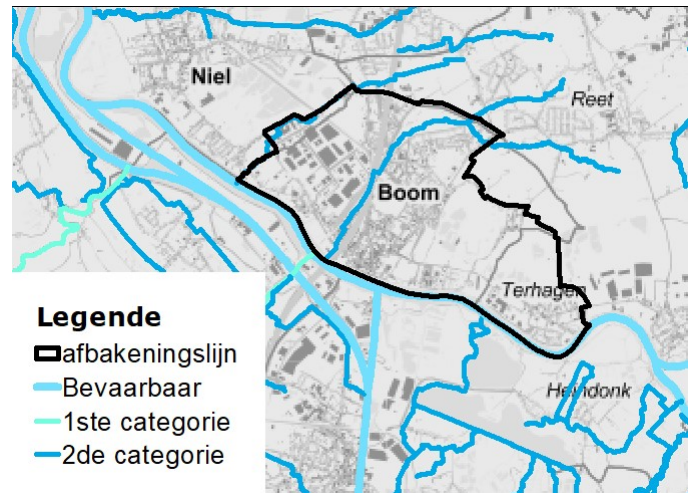 Niel
Reet
Boom
Terhagen
Heindonk
Legende
afbakeningslijn
Bevaarbaar
1ste categorie
2de categorie